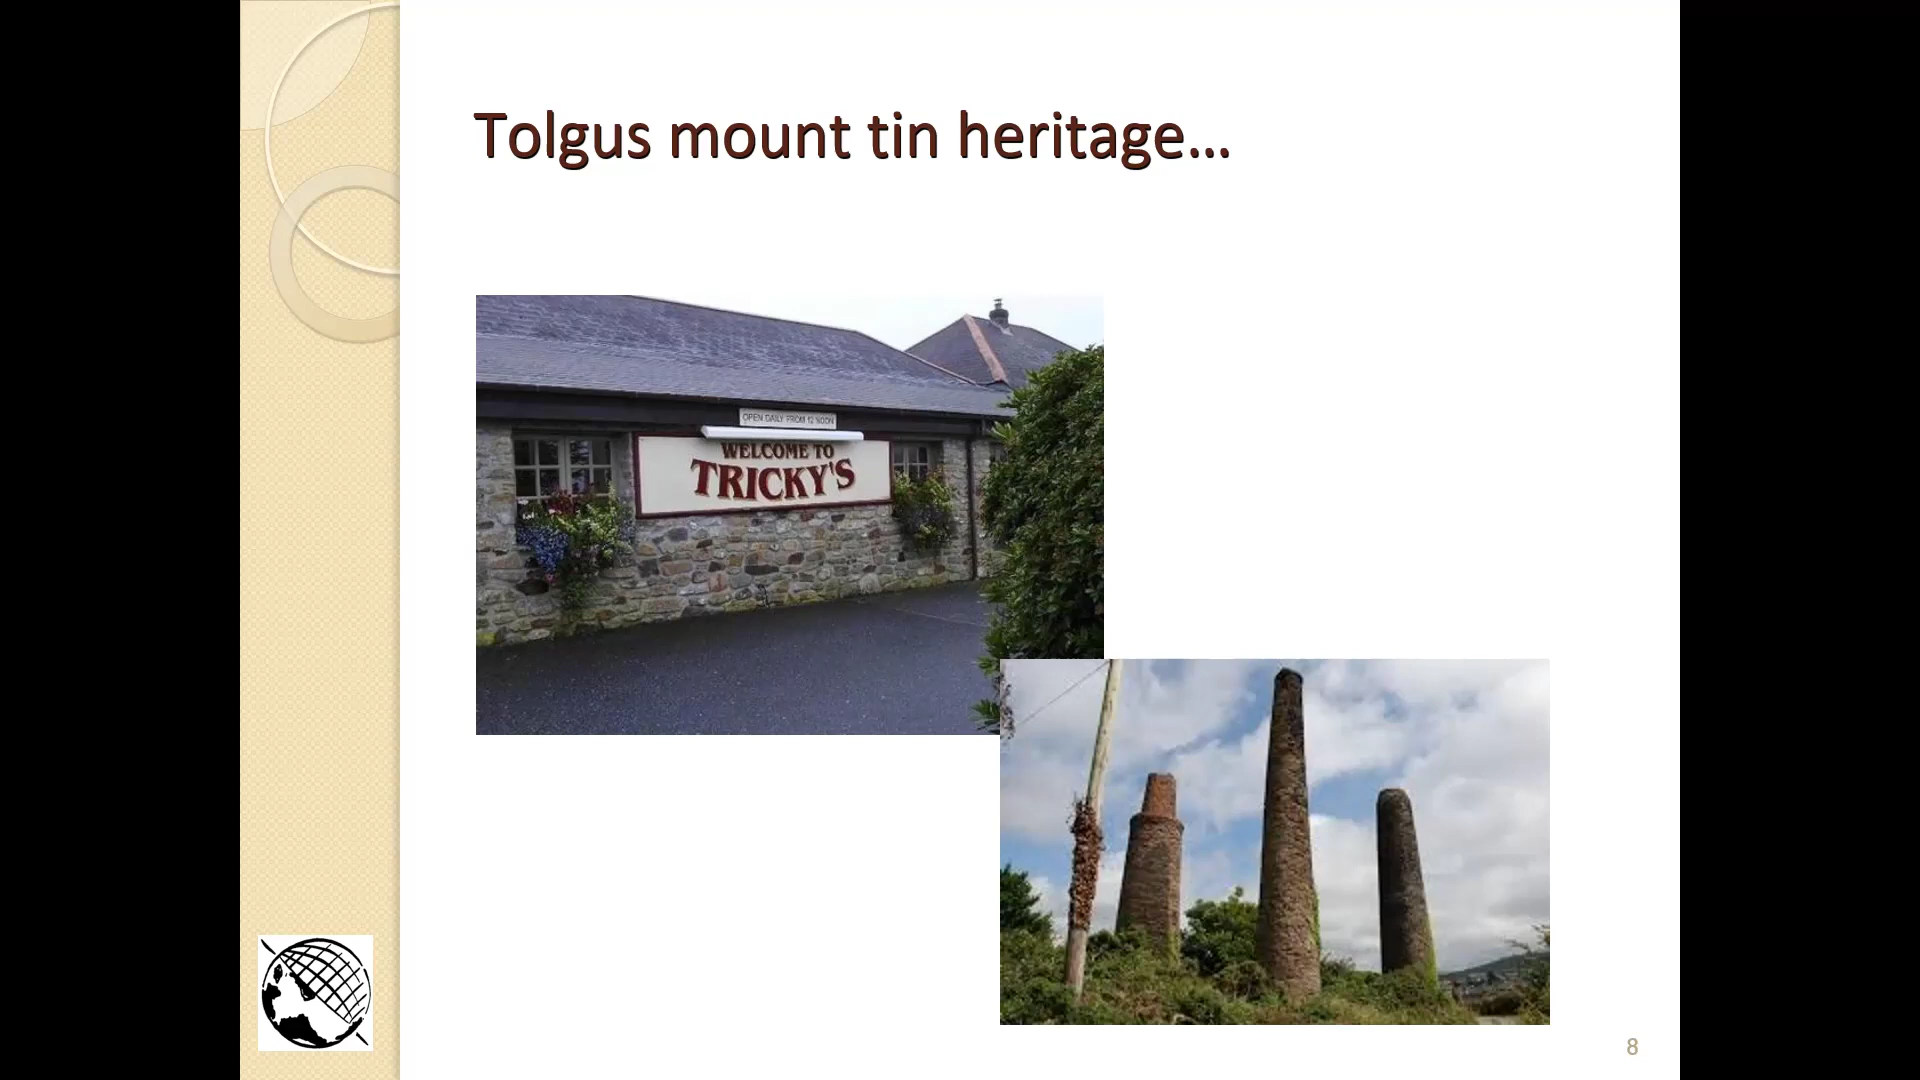 Tolgus mount tin heritage...
OPEN DAILY FROM 12 NOON
WELCOME TO
TRICKY'S
8